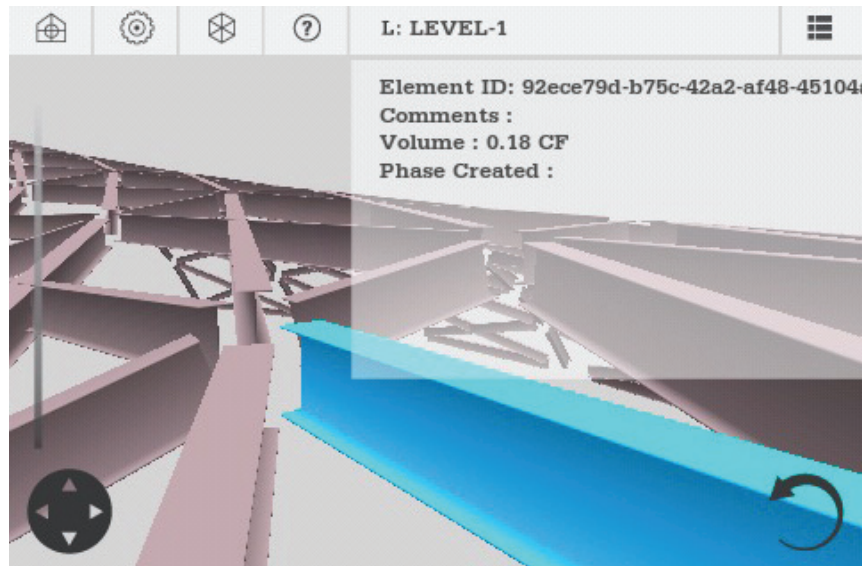 ?
L: LEVEL-1
Element ID: 92ece79d-b75c-42a2-af48-45104
Comments :
Volume : 0.18 CF
Phase Created :